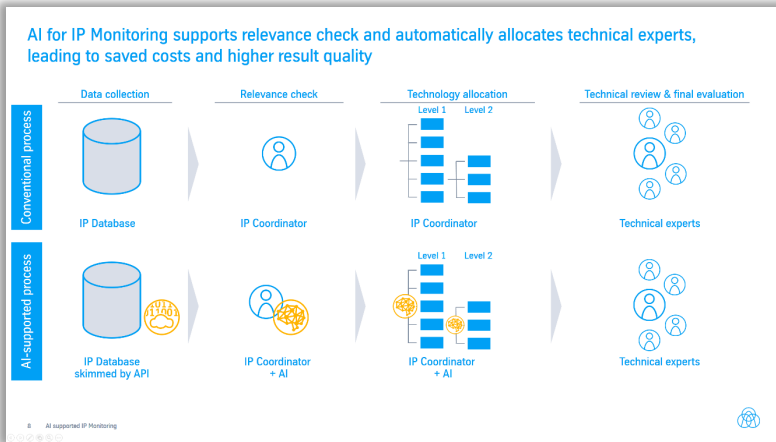 AI for IP Monitoring supports relevance check and automatically allocates technical experts,
leading to saved costs and higher result quality
Data collection
Relevance check
Technology allocation
Technical review & final evaluation
Conventional process
Level 1
Level 2
IP Database
IP Coordinator
IP Coordinator
Technical experts
AI-supported process
Level 1
Level 2
1011
011001
IP Database
skimmed by API
IP Coordinator
+ AI
IP Coordinator
+ AI
Technical experts
8
AI supported IP Monitoring